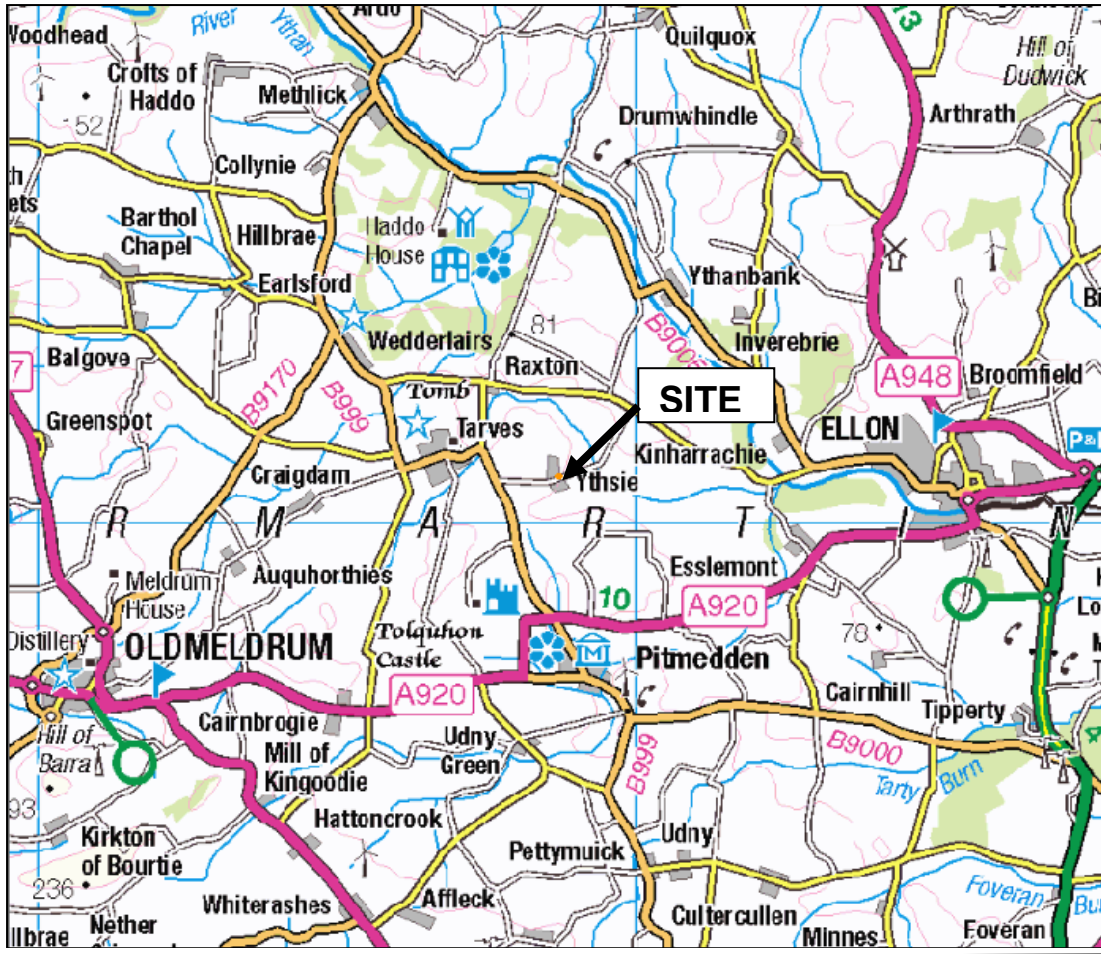 River
Ythan
Ardo
13
Woodhead
Quilquox
Hill of
Dudwick
Crofts of
Haddo
Methlick
Drumwhindle
Arthrath
152
Collynie
Barthol
Chapel
Hillbrae
Haddo
House
Earlsford
Ythanbank
81
Wedderlairs
B9005
Inverebrie
Balgove
Raxton
7
B9170
B999
Tomb
SITE
A948
Broomfield
Greenspot
Tarves
ELLON
Kinharrachie
P&R
Craigdam
Ythsie
R M A R T I N
Meldrum
House
Auquhorthies
Esslemont
10
A920
Distillery
OLDMELDRUM
Tolquhon
Castle
78
Pitmedden
A920
Cairnhill
Tipperty
Cairnbrogie
Hill of
Barra
Mill of
Kingoodie
Udny
Green
B999
B9000
Tarty Burn
93
Hattoncrook
Kirkton
of Bourtie
Pettymuick
Udny
236
Whiterashes
Affleck
Foveran
Cultercullen
Nether
Minnes
Foveran